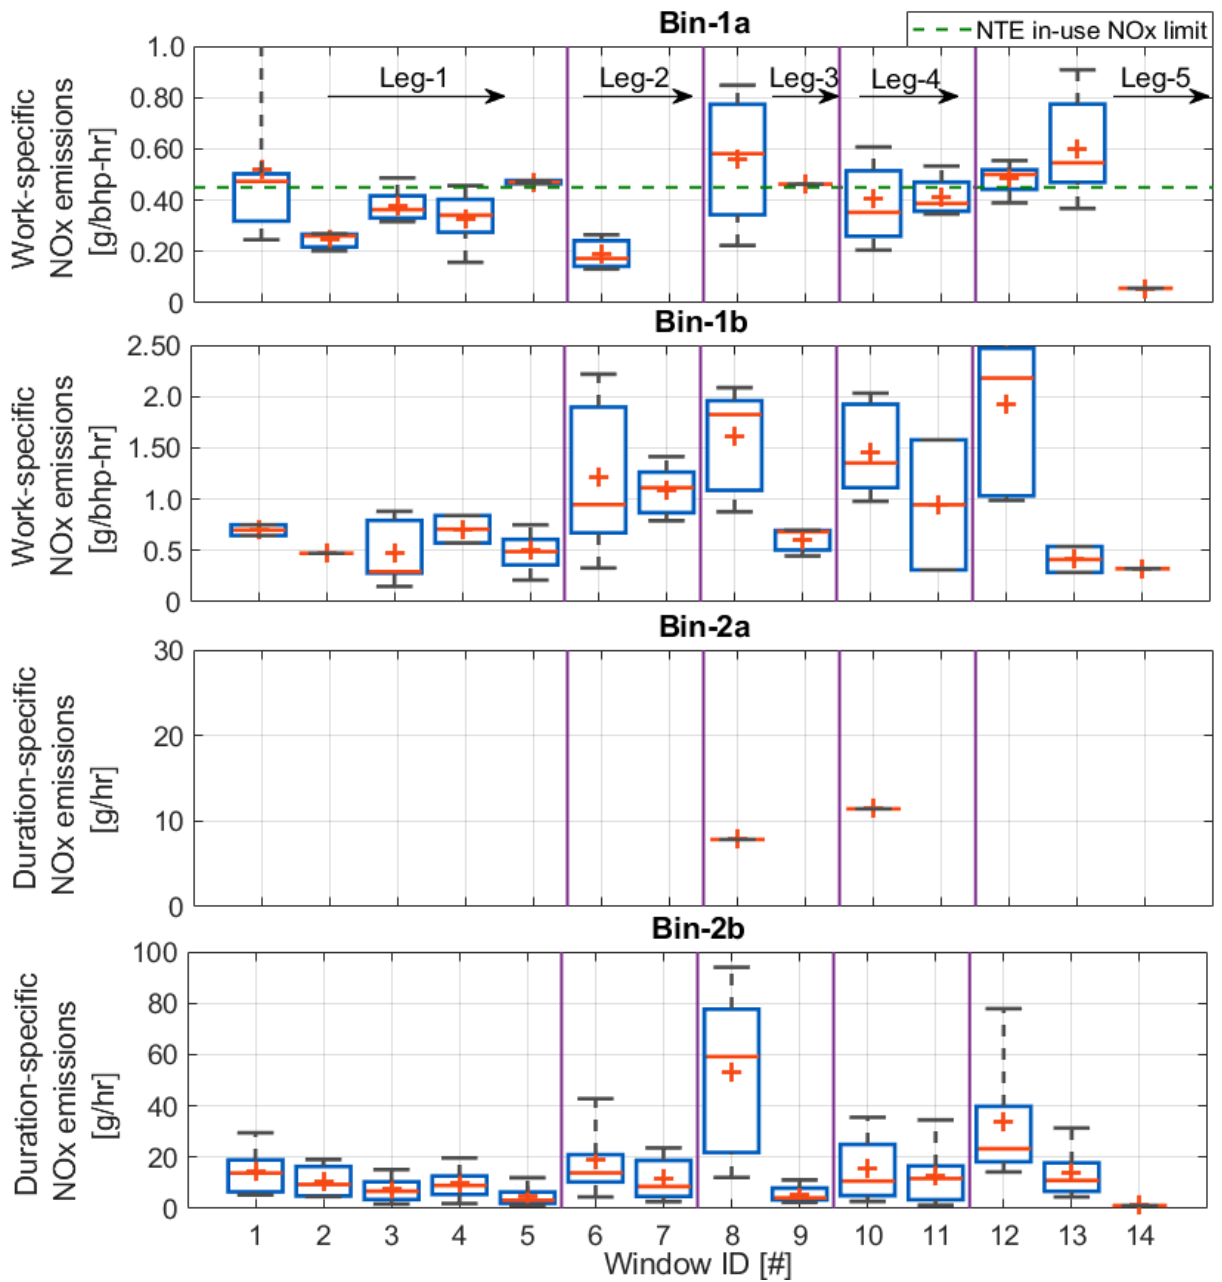 Bin-1a
NTE in-use NOx limit
Work-specific
NOx emissions
[g/bhp-hr]
1.0
0.80
0.60
0.40
0.20
0
Leg-1
Leg-2
Leg-3
Leg-4
Leg-5
Bin-1b
Work-specific
NOx emissions
[g/bhp-hr]
2.50
2.0
1.50
1.0
0.5
0
Bin-2a
Duration-specific
NOx emissions
[g/hr]
30
20
10
0
Bin-2b
Duration-specific
NOx emissions
[g/hr]
100
80
60
40
20
0
1 2 3 4 5 6 7 8 9 10 11 12 13 14
Window ID [#]